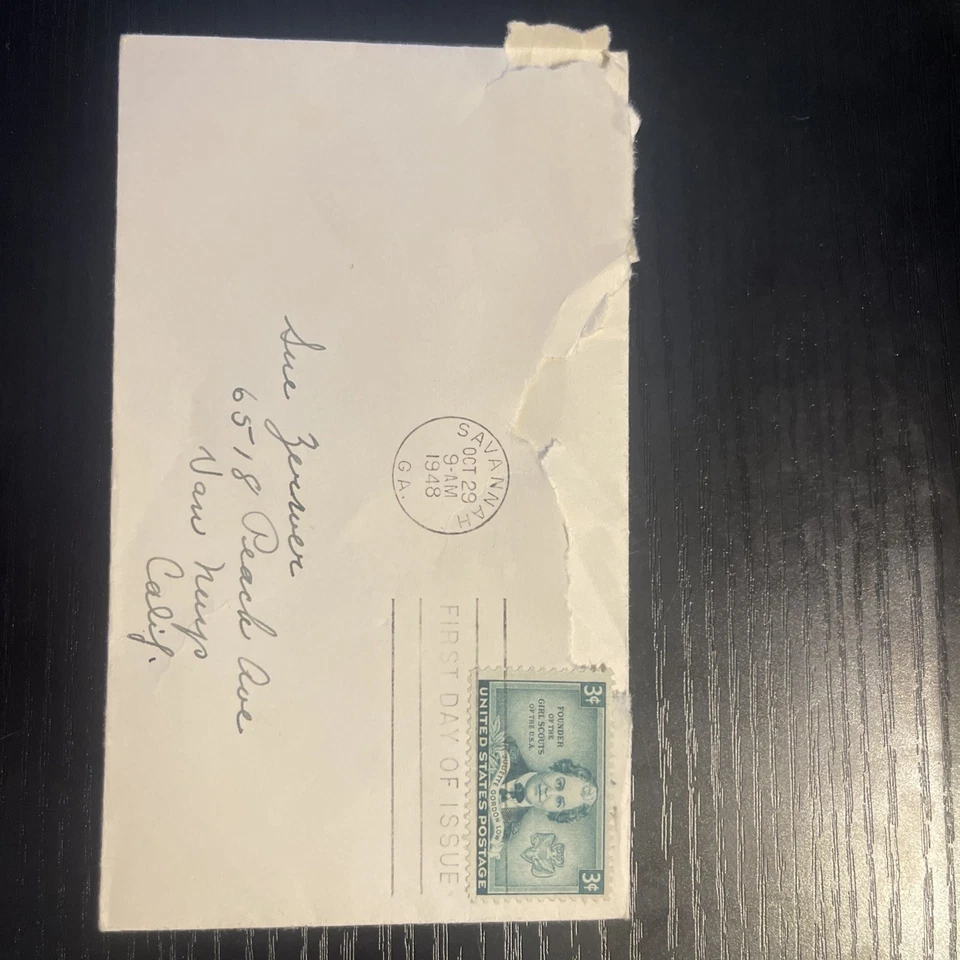 SAVANNAH
OCT 29
9-AM
1948
GA.
FIRST DAY OF ISSUE
3¢ 3¢
FOUNDER
OF THE
GIRL SCOUTS
OF THE U.S.A.
JULIETTE GORDON LOW
UNITED STATES POSTAGE
Sue Zerwer
6518 Peach Ave
Van Nuys
Calif.